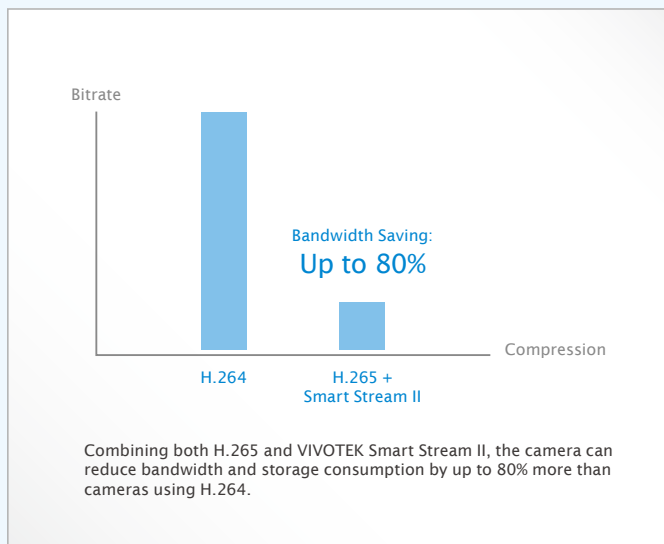 Bitrate
Bandwidth Saving:
Up to 80%
Compression
H.264
H.265 +
Smart Stream II
Combining both H.265 and VIVOTEK Smart Stream II, the camera can
reduce bandwidth and storage consumption by up to 80% more than
cameras using H.264.